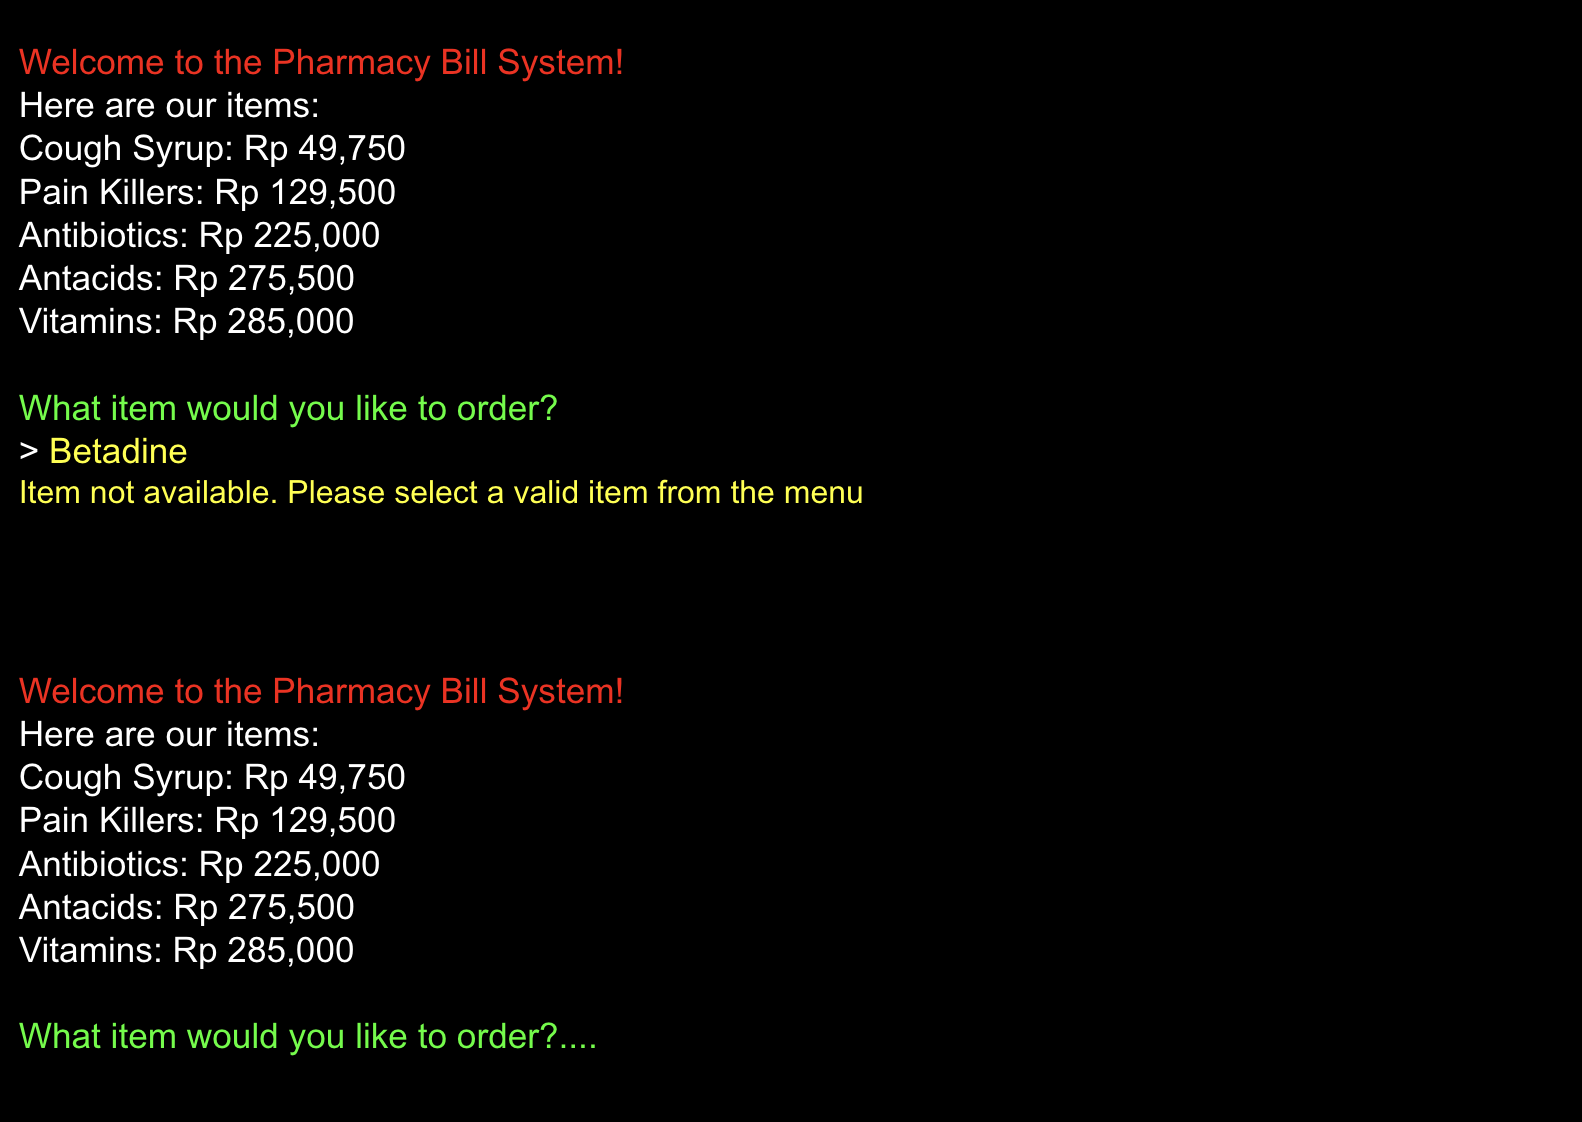 Welcome to the Pharmacy Bill System!
Here are our items:
Cough Syrup: Rp 49,750
Pain Killers: Rp 129,500
Antibiotics: Rp 225,000
Antacids: Rp 275,500
Vitamins: Rp 285,000
What item would you like to order?
> Betadine
Item not available. Please select a valid item from the menu
Welcome to the Pharmacy Bill System!
Here are our items:
Cough Syrup: Rp 49,750
Pain Killers: Rp 129,500
Antibiotics: Rp 225,000
Antacids: Rp 275,500
Vitamins: Rp 285,000
What item would you like to order?....